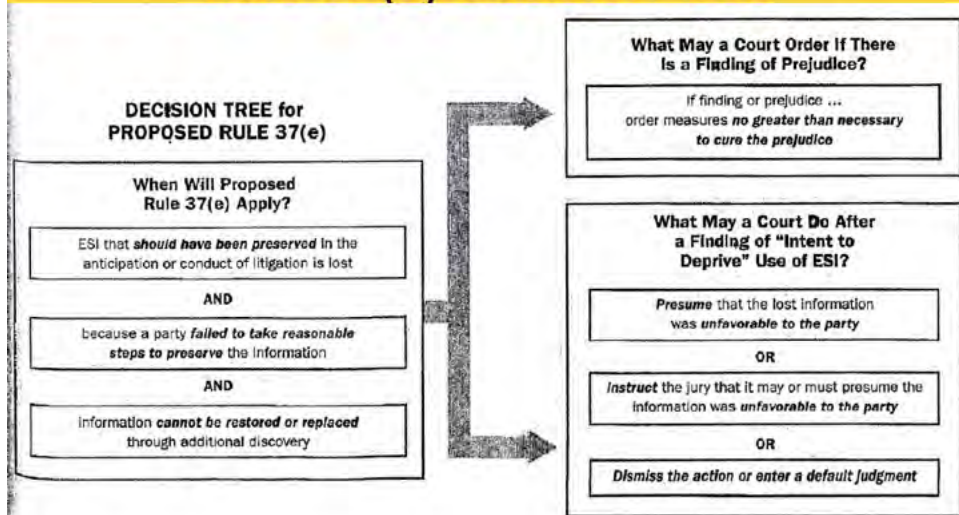 DECISION TREE for
PROPOSED RULE 37(e)
When Will Proposed
Rule 37(e) Apply?
ESI that should have been preserved in the
anticipation or conduct of litigation is lost
AND
because a party failed to take reasonable
steps to preserve the information
AND
information cannot be restored or replaced
through additional discovery
What May a Court Order If There
Is a Finding of Prejudice?
If finding or prejudice ...
order measures no greater than necessary
to cure the prejudice
What May a Court Do After
a Finding of "Intent to
Deprive" Use of ESI?
Presume that the lost information
was unfavorable to the party
OR
Instruct the jury that it may or must presume the
information was unfavorable to the party
OR
Dismiss the action or enter a default judgment